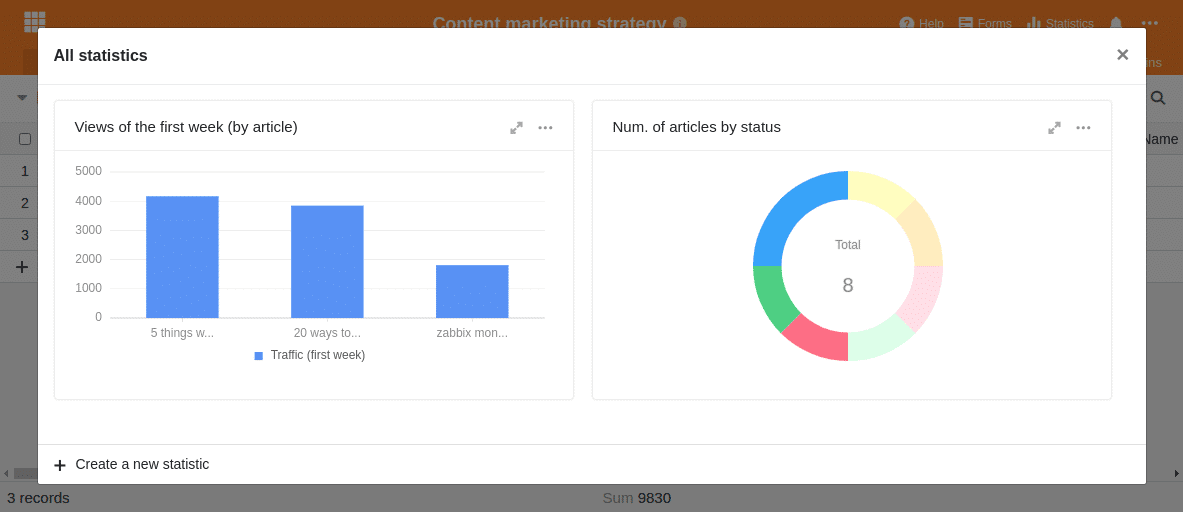 Content marketing strategy
Help
Forms
Statistics
All statistics
Views of the first week (by article)
Num. of articles by status
5000
4000
3000
2000
1000
0
5 things w...
20 ways to...
zabbix mon...
Traffic (first week)
Total
8
Name
1
2
3
Create a new statistic
3 records
Sum 9830